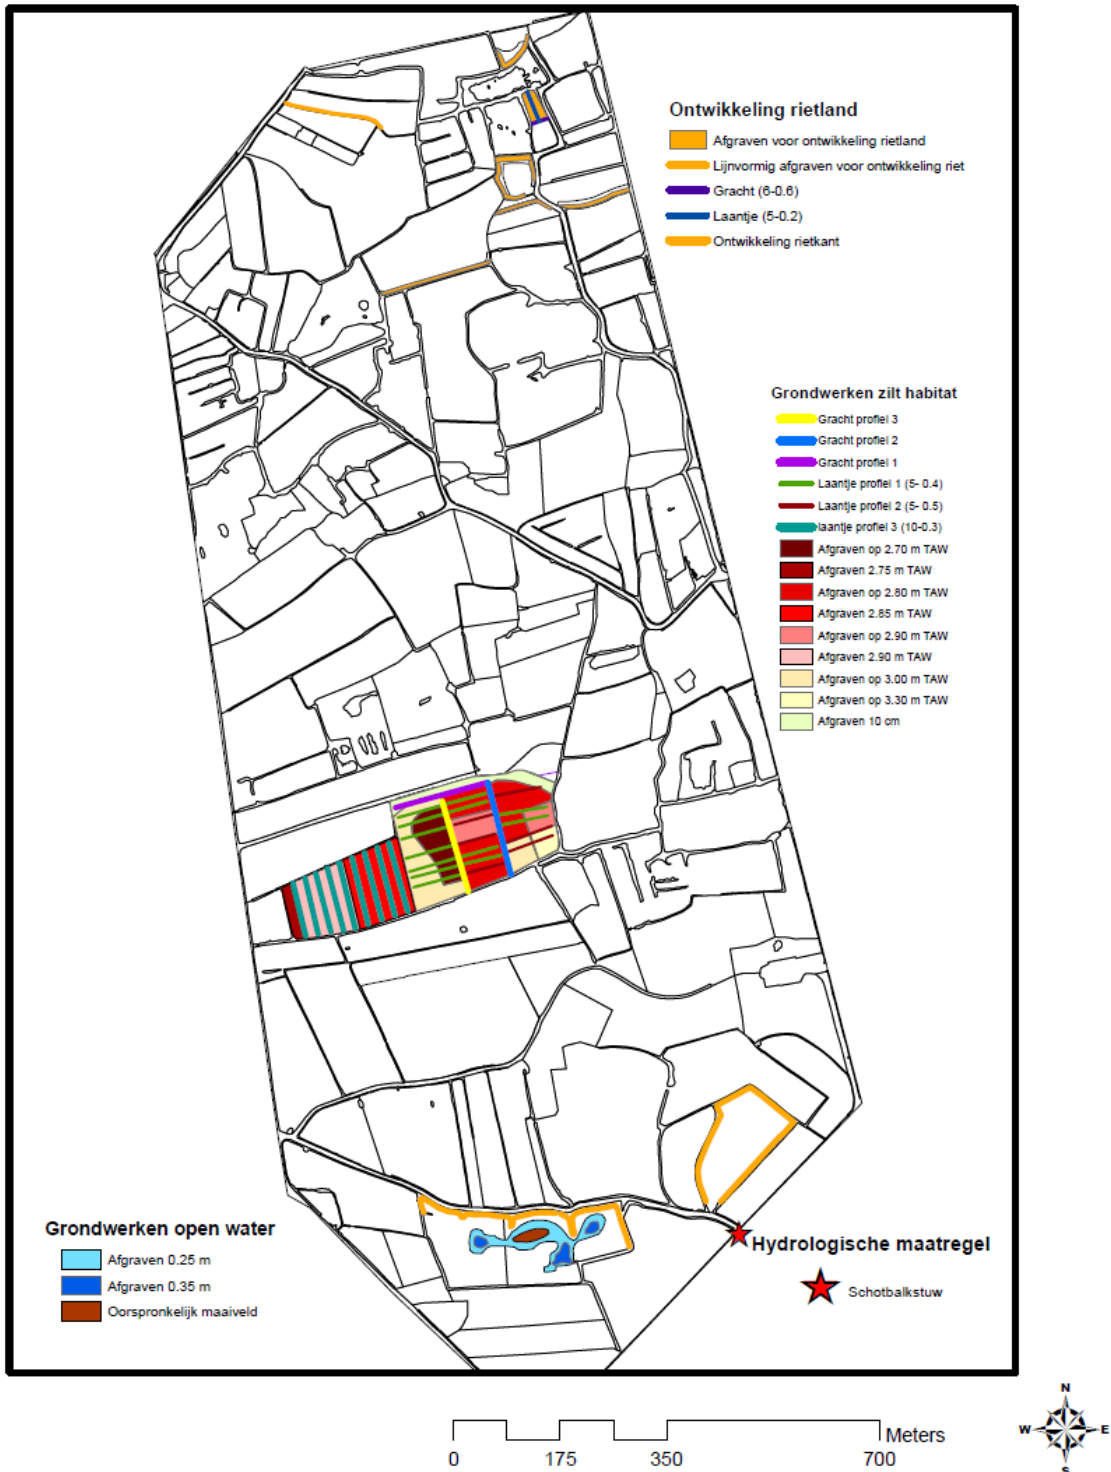 Ontwikkeling rietland
Afgraven voor ontwikkeling rietland
Lijnvormig afgraven voor ontwikkeling riet
Gracht (6-0.6)
Laantje (5-0.2)
Ontwikkeling rietkant
Grondwerken zilt habitat
Gracht profiel 3
Gracht profiel 2
Gracht profiel 1
Laantje profiel 1 (5- 0.4)
Laantje profiel 2 (5- 0.5)
laantje profiel 3 (10-0.3)
Afgraven op 2.70 m TAW
Afgraven 2.75 m TAW
Afgraven op 2.80 m TAW
Afgraven 2.85 m TAW
Afgraven op 2.90 m TAW
Afgraven 2.90 m TAW
Afgraven op 3.00 m TAW
Afgraven op 3.30 m TAW
Afgraven 10 cm
Grondwerken open water
Afgraven 0.25 m
Afgraven 0.35 m
Oorspronkelijk maaiveld
Hydrologische maatregel
Schotbalkstuw
Meters
0 175 350 700
N
W E
S